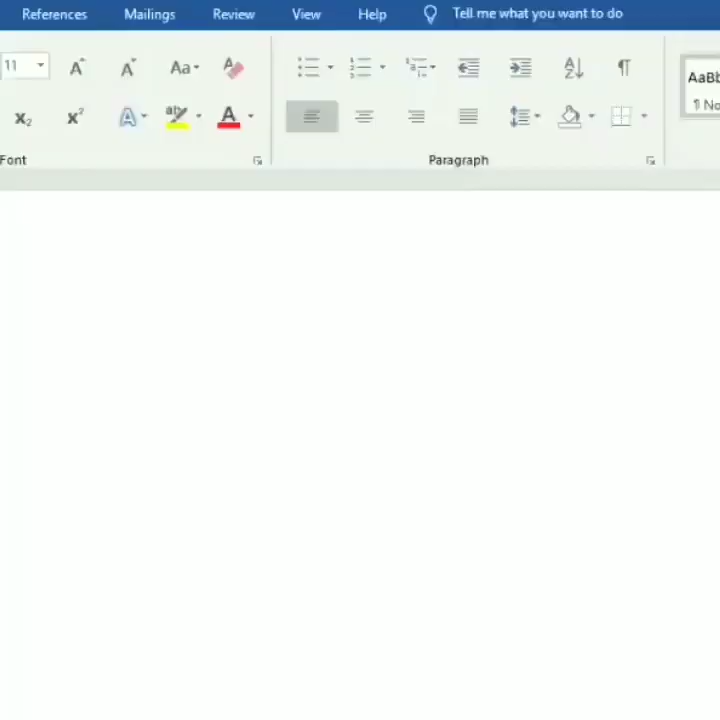 References Mailings Review View Help Tell me what you want to do
11 Aa
Font Paragraph
AaBb
¶ No